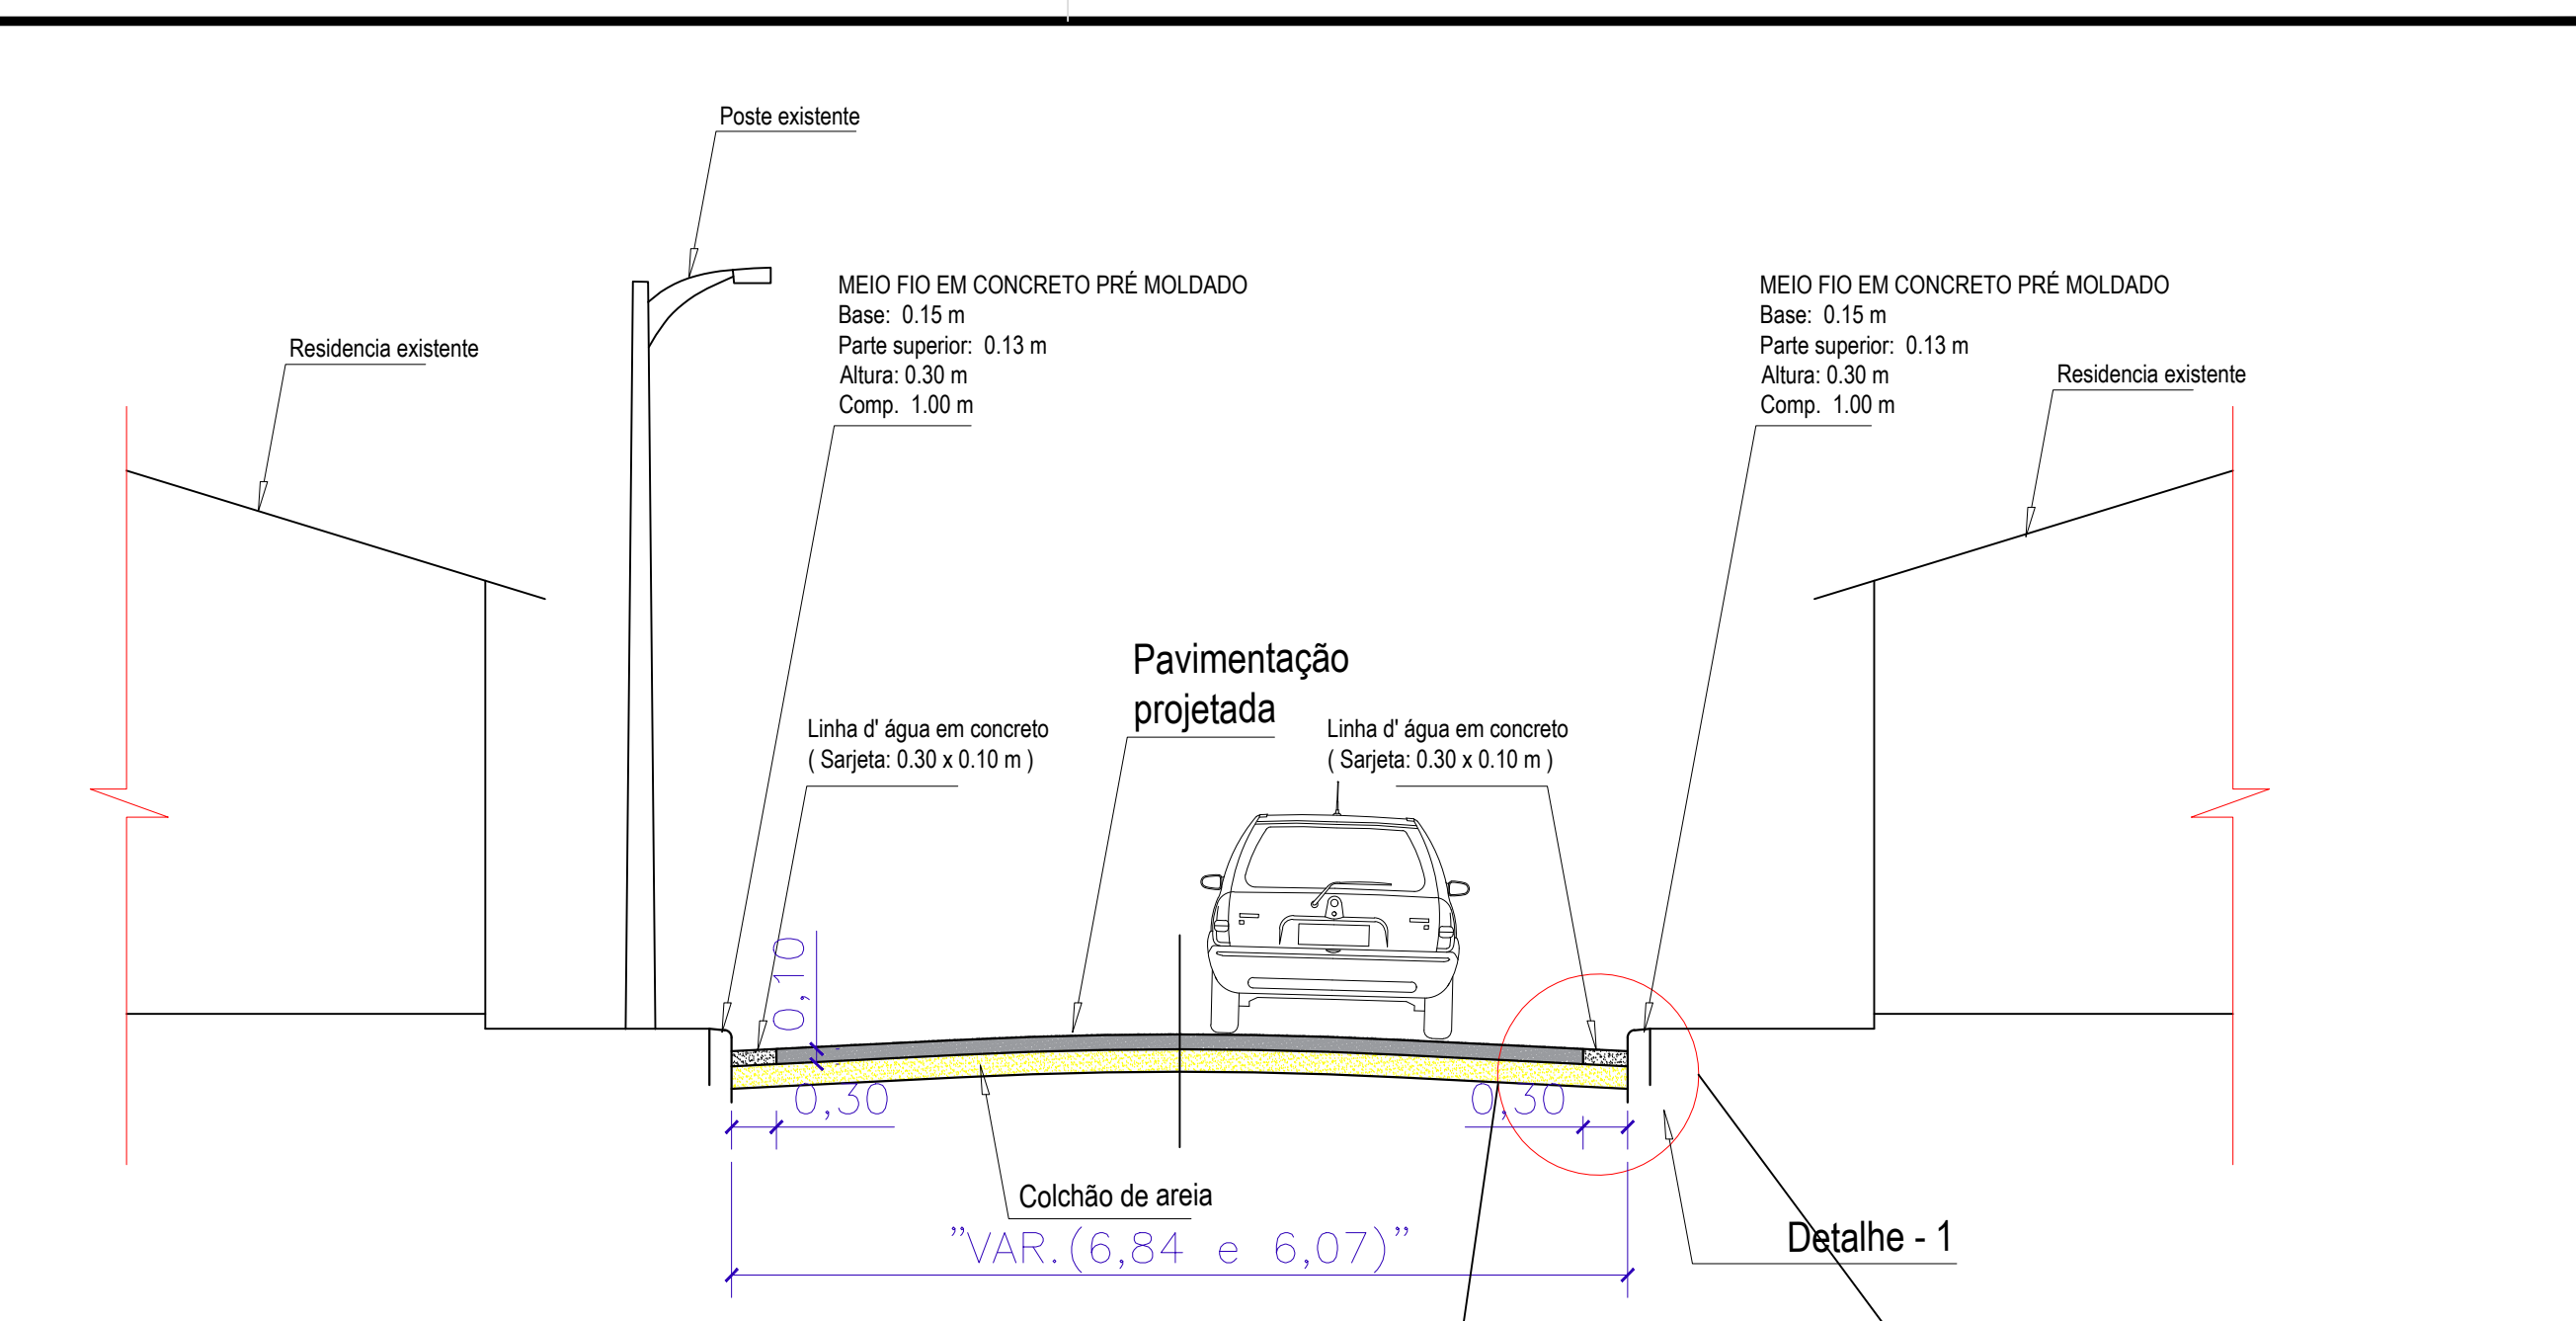 Poste existente
MEIO FIO EM CONCRETO PRÉ MOLDADO
Base: 0.15 m
Parte superior: 0.13 m
Altura: 0.30 m
Comp. 1.00 m
MEIO FIO EM CONCRETO PRÉ MOLDADO
Base: 0.15 m
Parte superior: 0.13 m
Altura: 0.30 m
Comp. 1.00 m
Residencia existente
Residencia existente
Pavimentação
projetada
Linha d' água em concreto
( Sarjeta: 0.30 x 0.10 m )
Linha d' água em concreto
( Sarjeta: 0.30 x 0.10 m )
0,10
0,30
0,30
Colchão de areia
"VAR.(6,84 e 6,07)"
Detalhe - 1